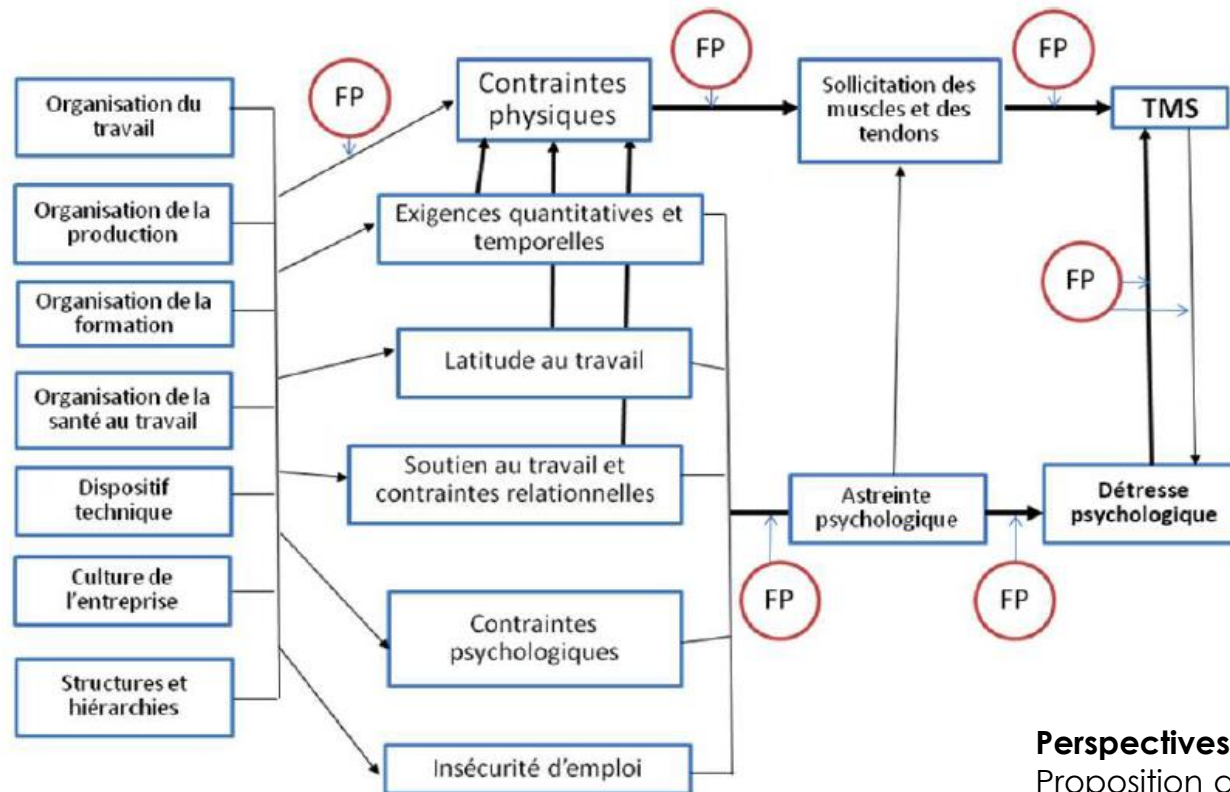 Organisation du
travail
Organisation de la
production
Organisation de la
formation
Organisation de la
santé au travail
Dispositif
technique
Culture de
l'entreprise
Structures et
hiérarchies
FP
Contraintes
physiques
Exigences quantitatives et
temporelles
Latitude au travail
Soutien au travail et
contraintes relationnelles
Contraintes
psychologiques
Insécurité d'emploi
FP
Sollicitation des
muscles et des
tendons
FP
TMS
FP
Astreinte
psychologique
Détresse
psychologique
FP
FP
Perspectives
Proposition